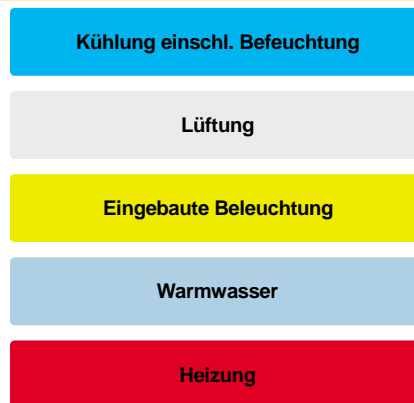 Kühlung einschl. Befeuchtung
Lüftung
Eingebaute Beleuchtung
Warmwasser
Heizung